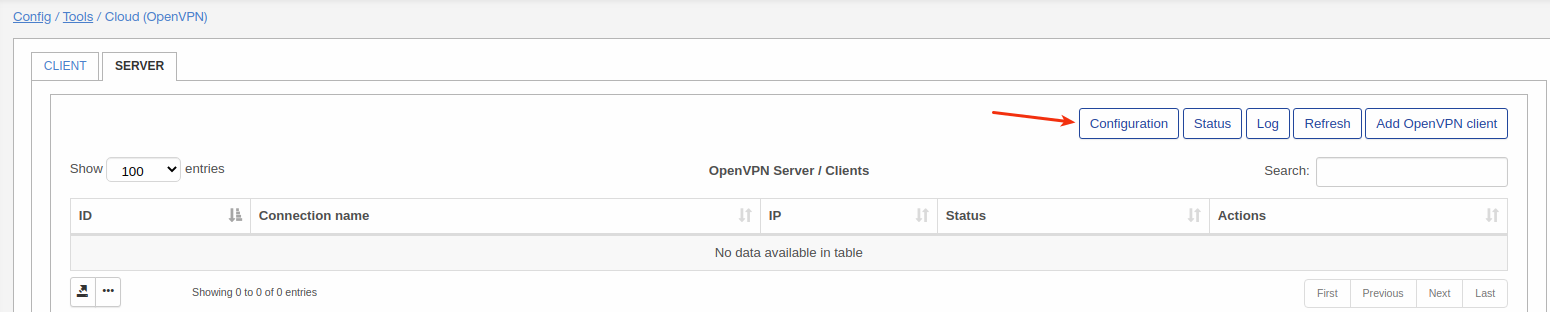 Config / Tools / Cloud (OpenVPN)
CLIENT SERVER
Configuration Status Log Refresh Add OpenVPN client
Show 100 entries OpenVPN Server / Clients Search:
ID Connection name IP Status Actions
No data available in table
Showing 0 to 0 of 0 entries First Previous Next Last